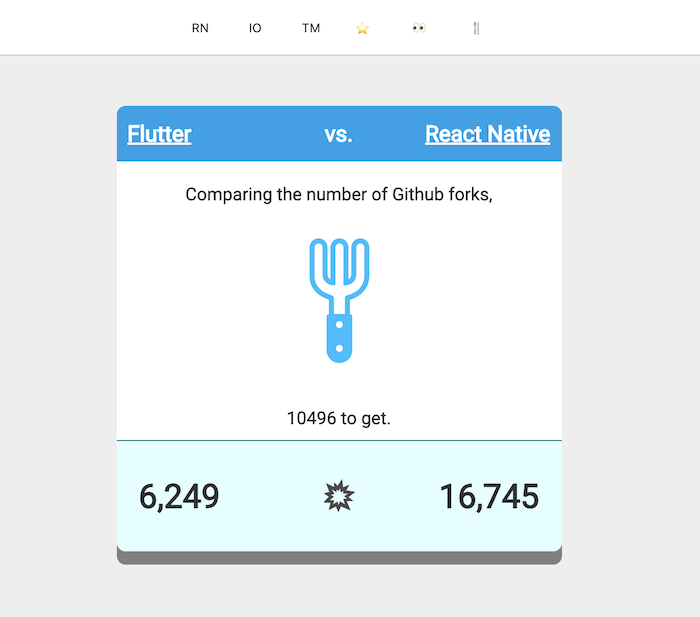 RN IO TM ⭐ 👀 🍴
Flutter vs. React Native
Comparing the number of Github forks,
10496 to get.
6,249 16,745